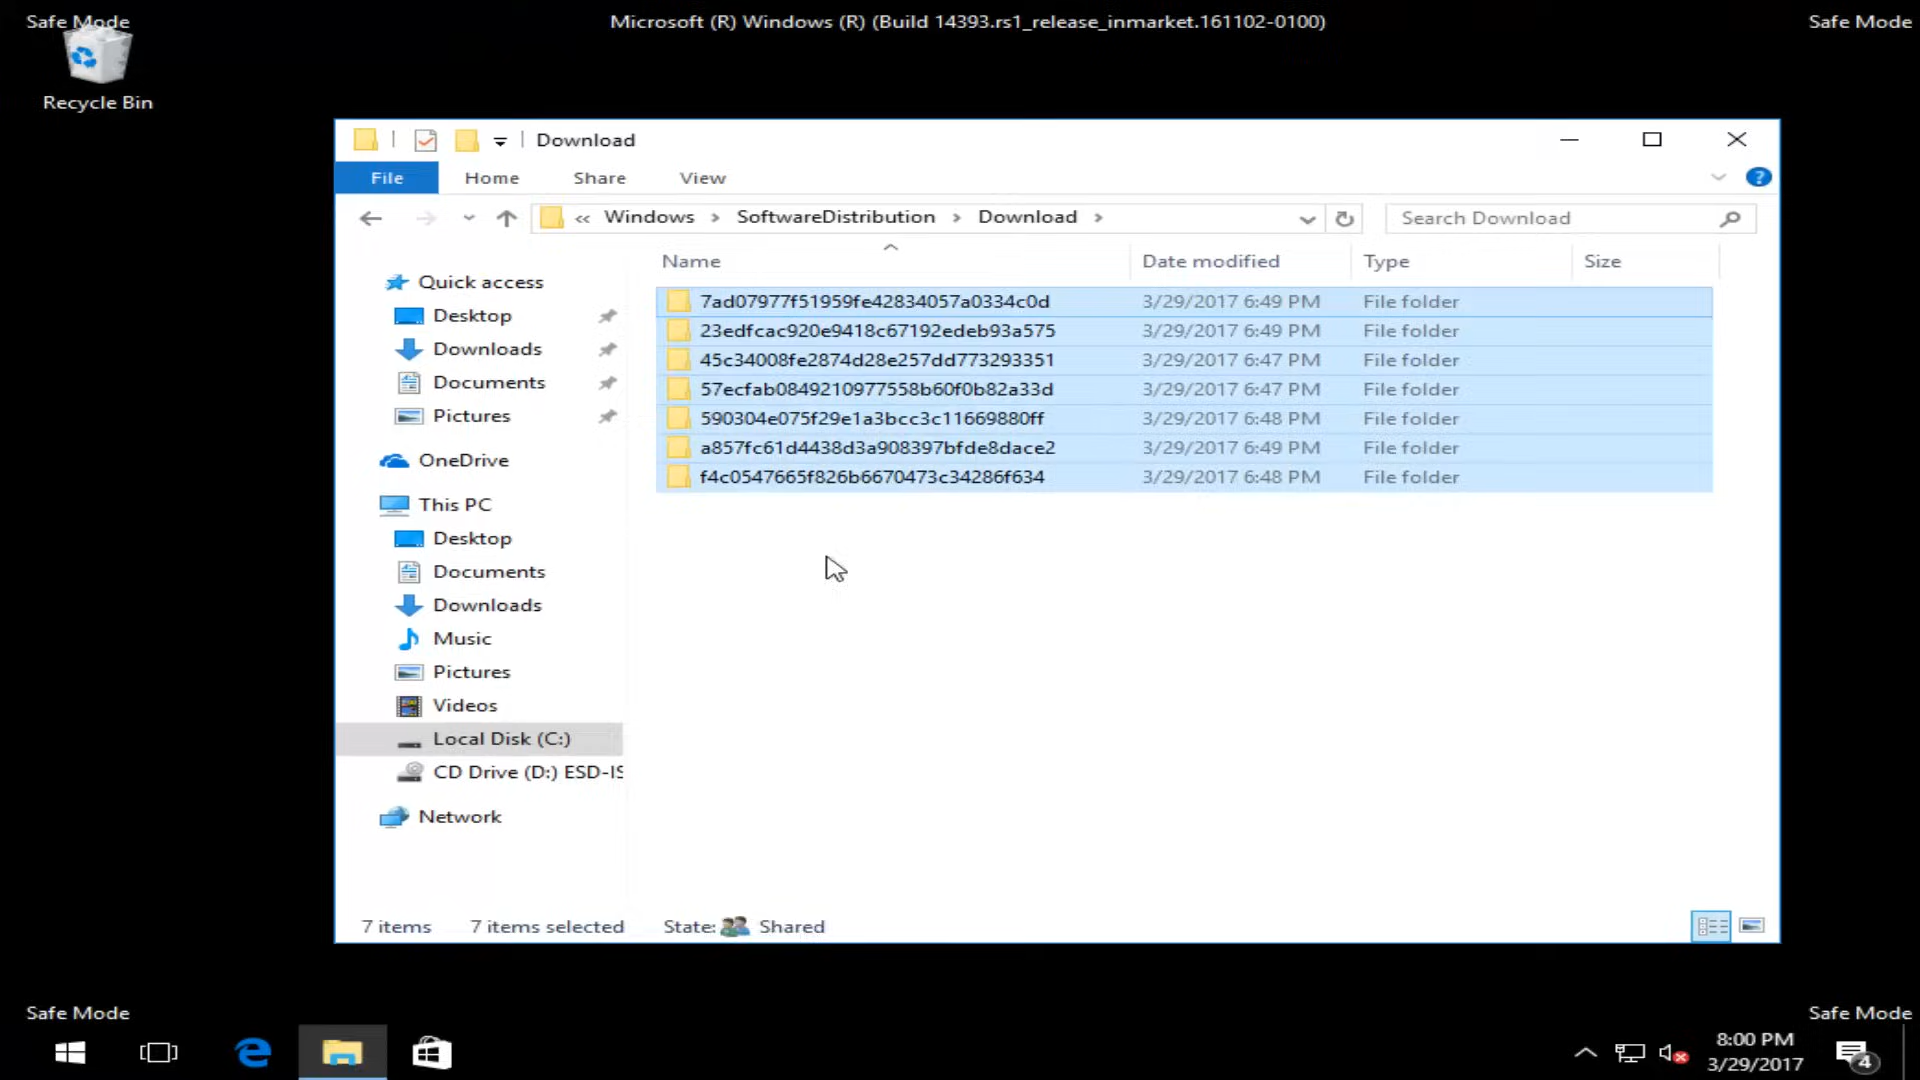 Safe Mode
Microsoft (R) Windows (R) (Build 14393.rs1_release_inmarket.161102-0100)
Safe Mode
Recycle Bin
Download
File
Home
Share
View
?
« Windows > SoftwareDistribution > Download >
Search Download
Name
Date modified
Type
Size
Quick access
Desktop
Downloads
Documents
Pictures
OneDrive
This PC
Desktop
Documents
Downloads
Music
Pictures
Videos
Local Disk (C:)
CD Drive (D:) ESD-IS
Network
7ad07977f51959fe42834057a0334c0d 3/29/2017 6:49 PM File folder
23edfcac920e9418c67192edeb93a575 3/29/2017 6:49 PM File folder
45c34008fe2874d28e257dd773293351 3/29/2017 6:47 PM File folder
57ecfab0849210977558b60f0b82a33d 3/29/2017 6:47 PM File folder
590304e075f29e1a3bcc3c11669880ff 3/29/2017 6:48 PM File folder
a857fc61d4438d3a908397bfde8dace2 3/29/2017 6:49 PM File folder
f4c0547665f826b6670473c34286f634 3/29/2017 6:48 PM File folder
7 items
7 items selected
State: Shared
Safe Mode
Safe Mode
8:00 PM
3/29/2017
4